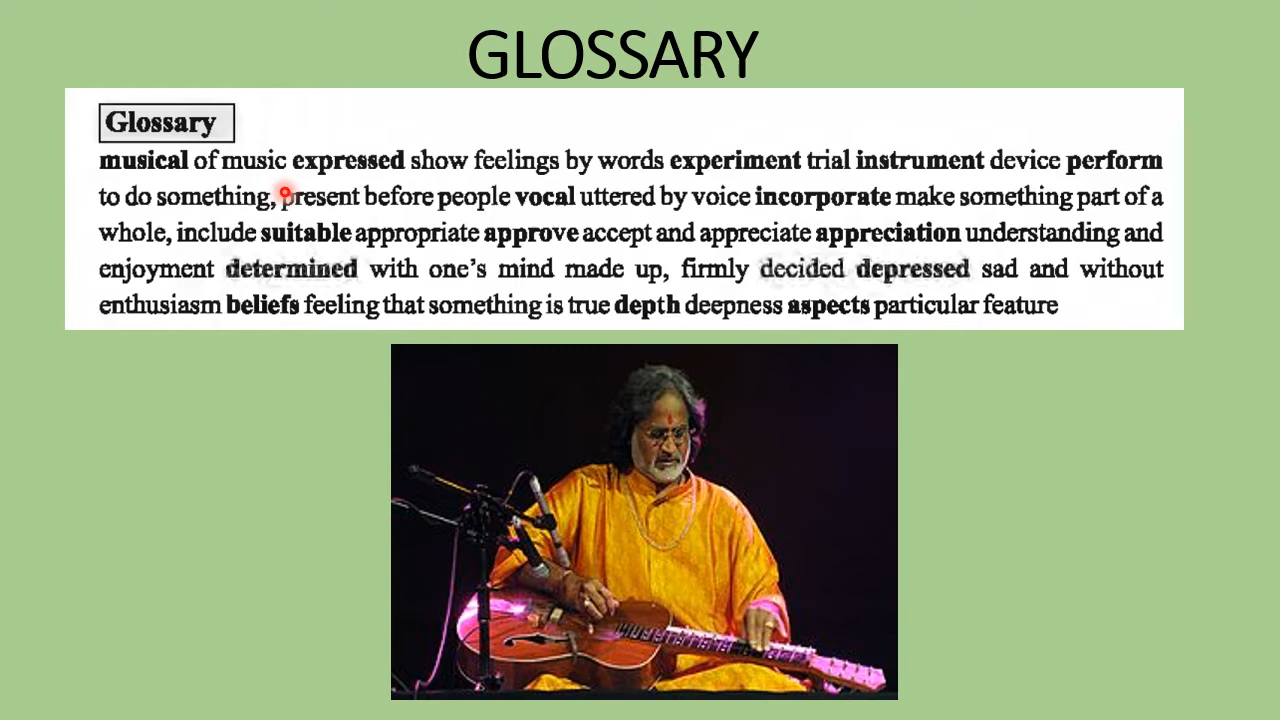 GLOSSARY
Glossary
musical of music expressed show feelings by words experiment trial instrument device perform
to do something, present before people vocal uttered by voice incorporate make something part of a
whole, include suitable appropriate approve accept and appreciate appreciation understanding and
enjoyment determined with one's mind made up, firmly decided depressed sad and without
enthusiasm beliefs feeling that something is true depth deepness aspects particular feature